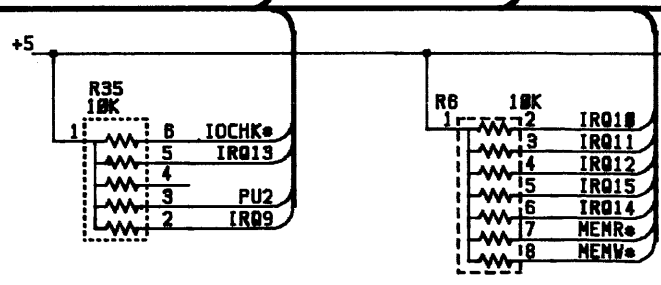 +5
R35
10K
1
6 IOCHK*
5 IRQ13
4
3 PU2
2 IRQ9
R6 10K
1
2 IRQ10
3 IRQ11
4 IRQ12
5 IRQ15
6 IRQ14
7 MEMR*
8 MEMW*